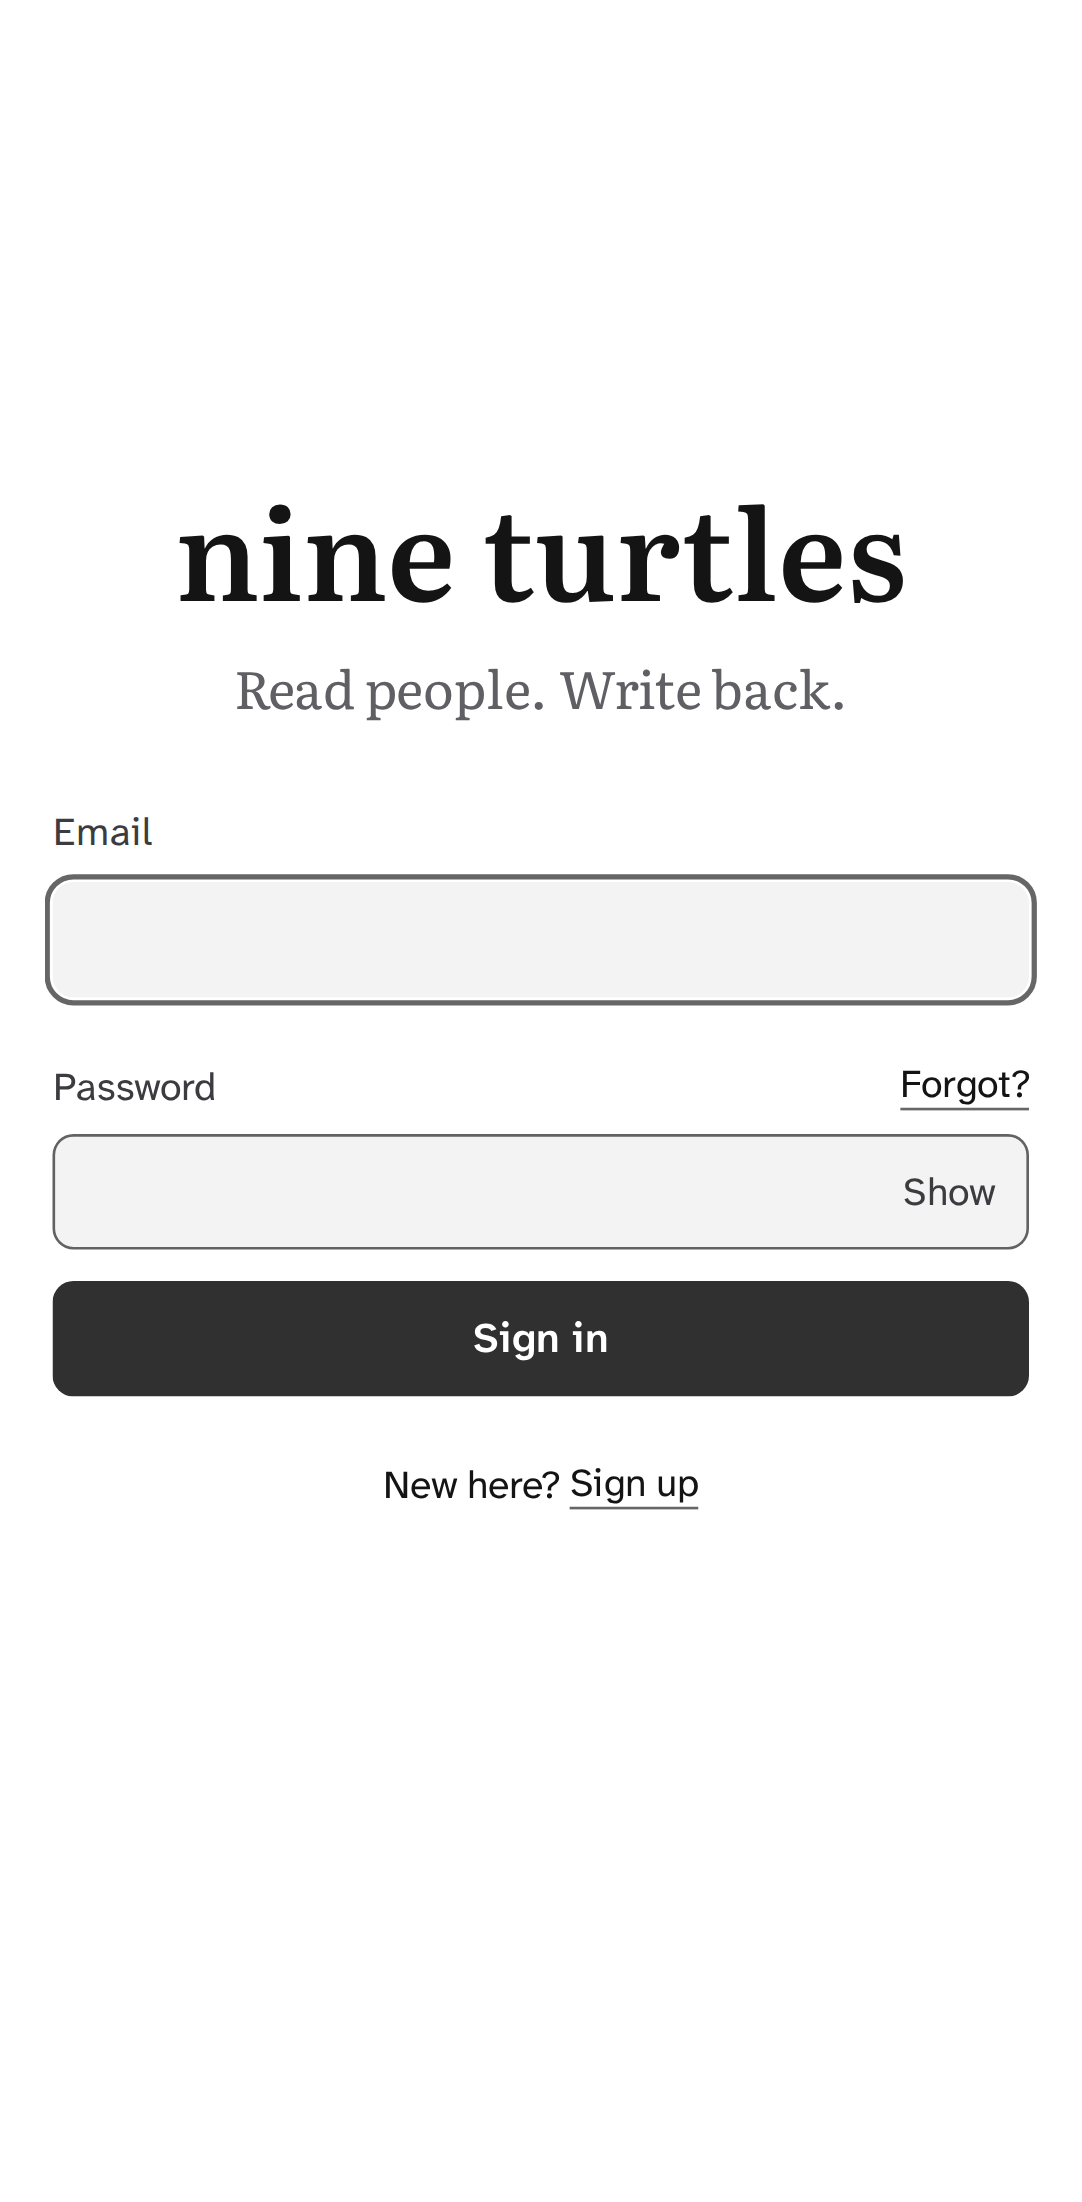 nine turtles
Read people. Write back.
Email
Password
Forgot?
Show
Sign in
New here? Sign up